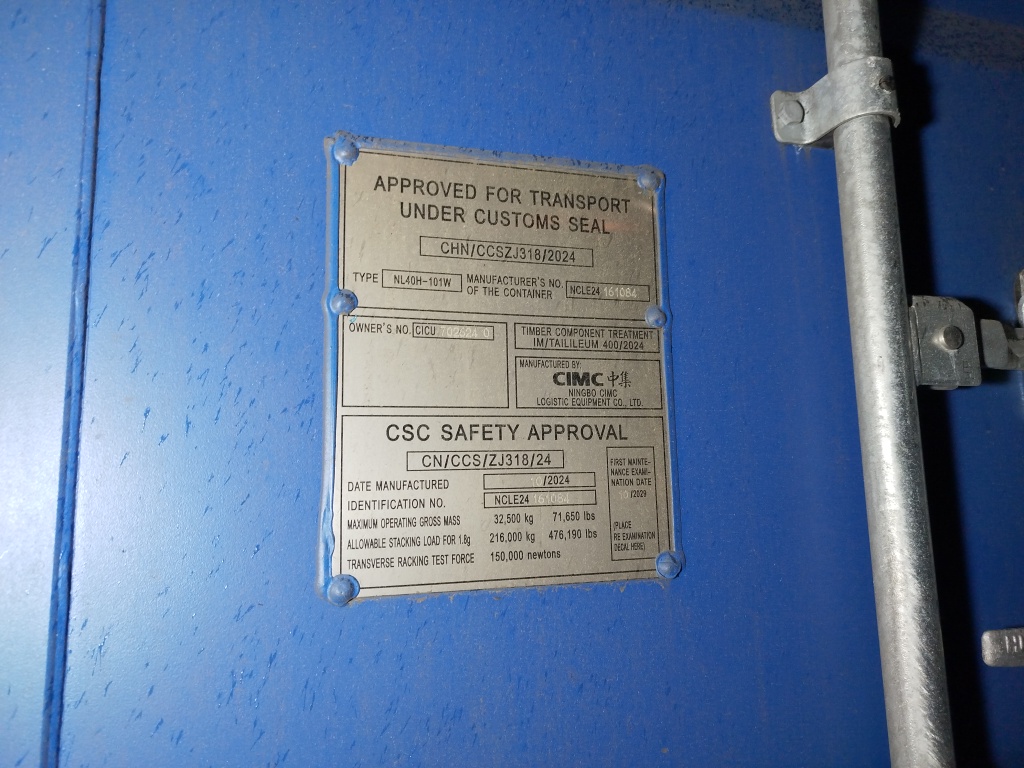 APPROVED FOR TRANSPORT
UNDER CUSTOMS SEAL
CHN/CCSZJ318/2024
TYPE NL40H-101W MANUFACTURER'S NO. OF THE CONTAINER NCLE24 161084
OWNER'S NO. CICU
TIMBER COMPONENT TREATMENT
IM/TAILILEUM 400/2024
MANUFACTURED BY:
CIMC 中集
NINGBO CIMC
LOGISTIC EQUIPMENT CO., LTD.
CSC SAFETY APPROVAL
CN/CCS/ZJ318/24
DATE MANUFACTURED 10/2024
IDENTIFICATION NO. NCLE24 161084
MAXIMUM OPERATING GROSS MASS 32,500 kg 71,650 lbs
ALLOWABLE STACKING LOAD FOR 1.8g 216,000 kg 476,190 lbs
TRANSVERSE RACKING TEST FORCE 150,000 newtons
FIRST MAINTE-
NANCE EXAMI-
NATION DATE
10/2029
(PLACE
RE EXAMINATION
DECAL HERE)